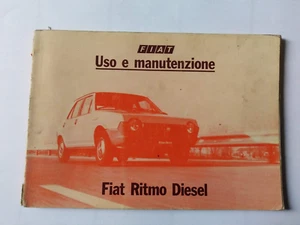 FIAT
Uso e manutenzione
Fiat Ritmo Diesel